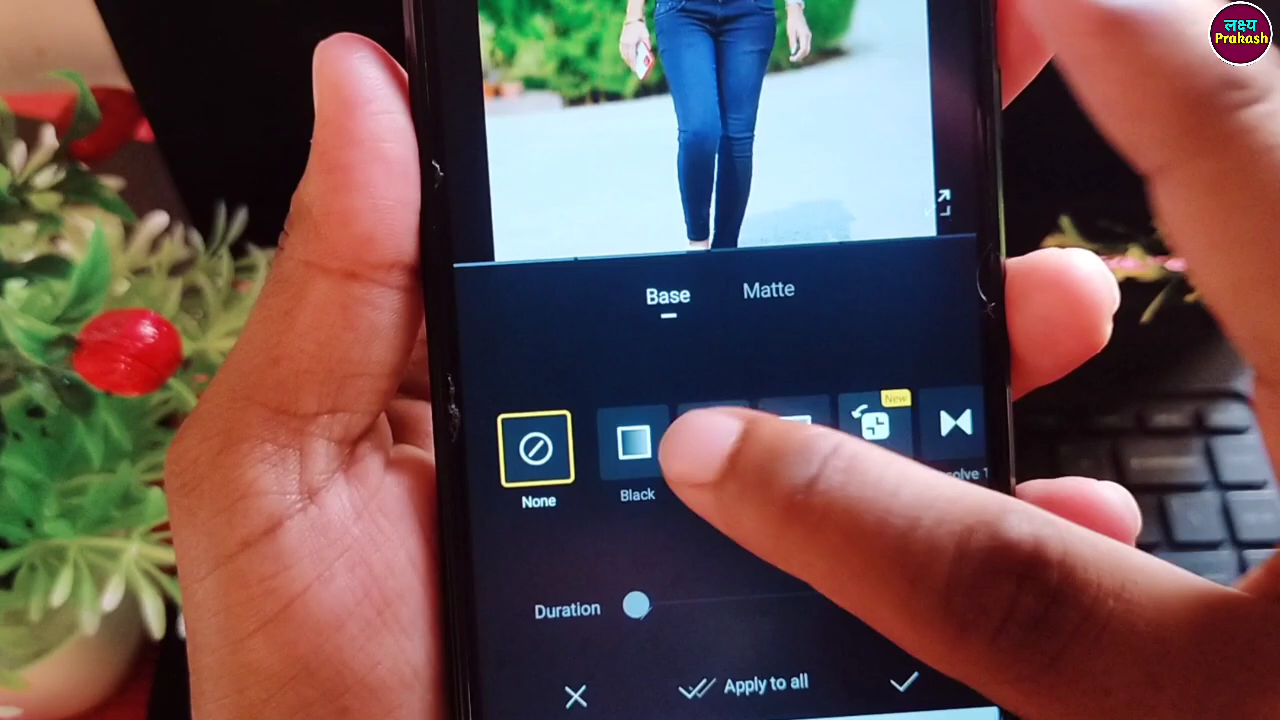 लक्ष्य
Prakash
Base
Matte
New
None
Black
Duration
Apply to all